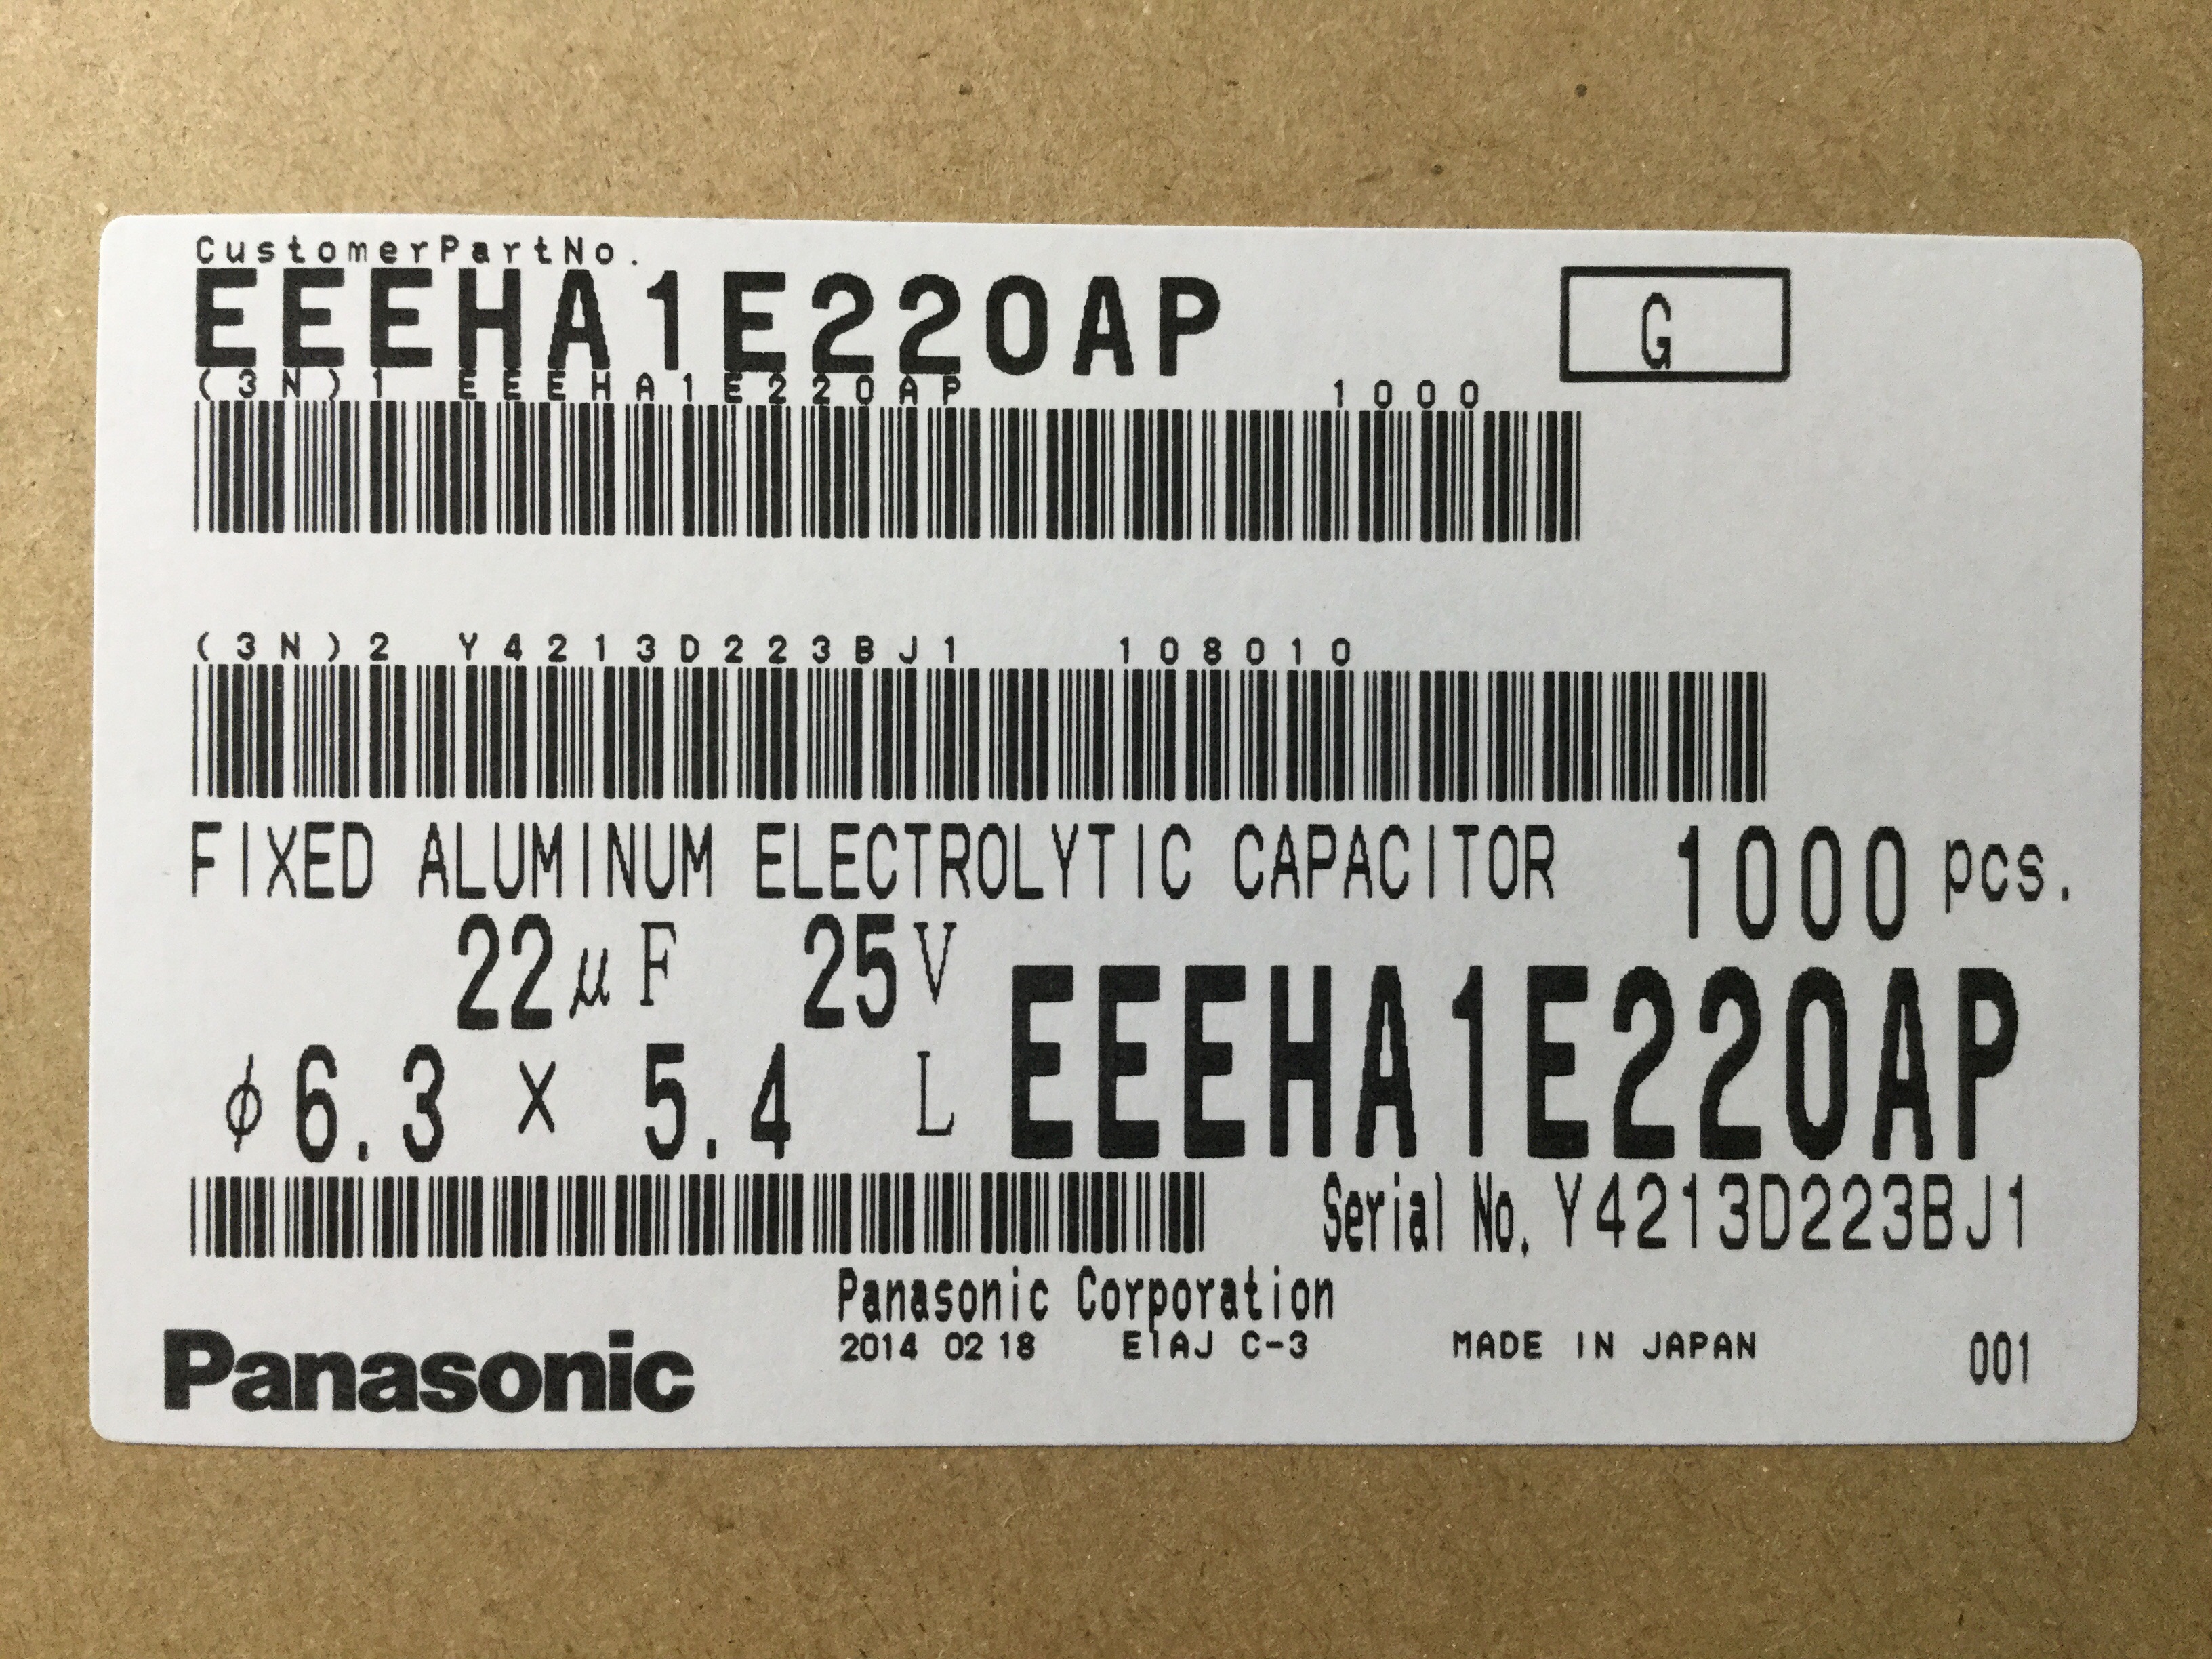 CustomerPartNo.
EEEHA1E220AP
G
(3N)1 EEEHA1E220AP 1000
(3N)2 Y4213D223BJ1 108010
FIXED ALUMINUM ELECTROLYTIC CAPACITOR 1000 pcs.
22μF 25V
φ6.3 × 5.4 L EEEHA1E220AP
Serial No. Y4213D223BJ1
Panasonic Corporation
2014 02 18 EIAJ C-3 MADE IN JAPAN 001
Panasonic